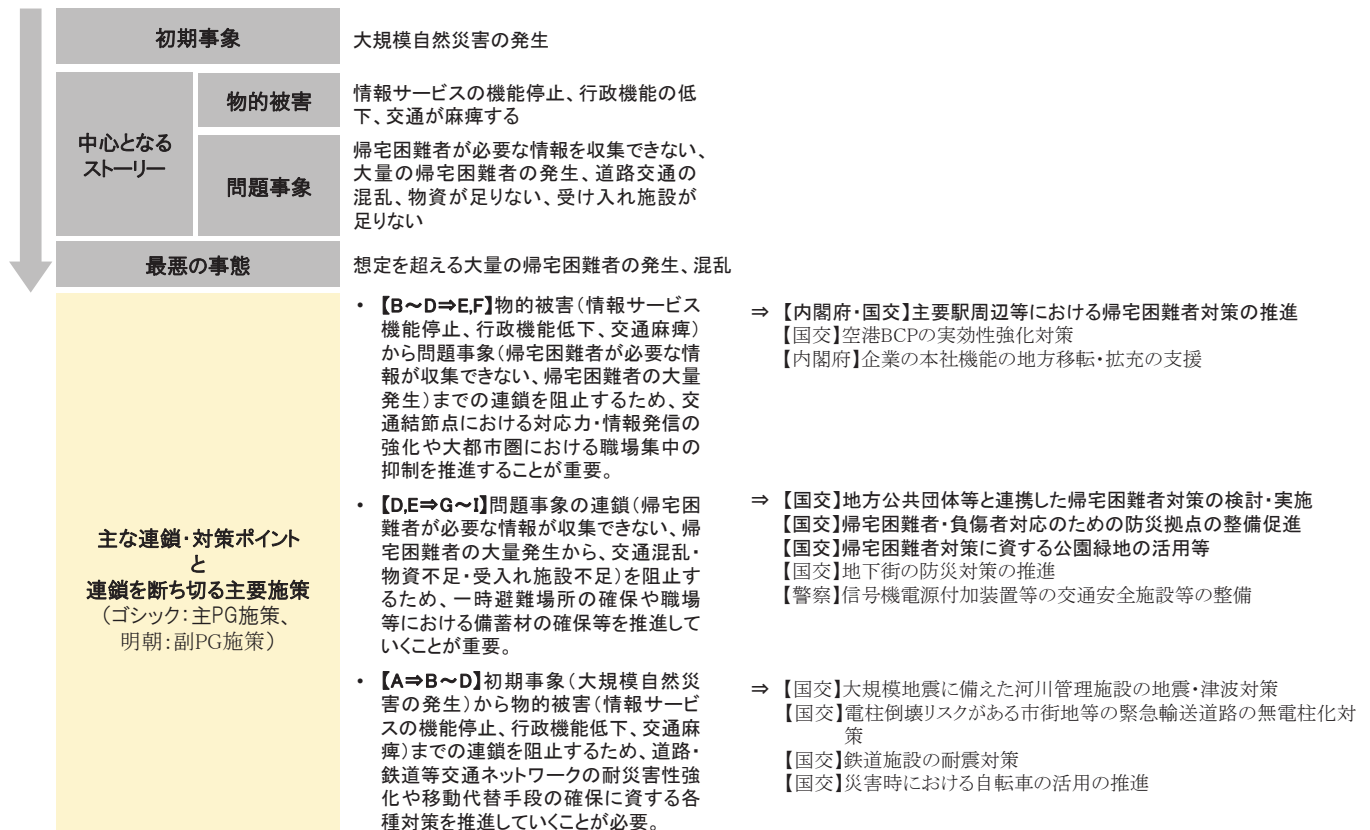 初期事象
大規模自然災害の発生
中心となる
ストーリー
物的被害
情報サービスの機能停止、行政機能の低
下、交通が麻痺する
問題事象
帰宅困難者が必要な情報を収集できない、
大量の帰宅困難者の発生、道路交通の
混乱、物資が足りない、受け入れ施設が
足りない
最悪の事態
想定を超える大量の帰宅困難者の発生、混乱
主な連鎖・対策ポイント
と
連鎖を断ち切る主要施策
(ゴシック:主PG施策、
明朝:副PG施策)
・ 【B~D⇒E,F】物的被害(情報サービス
機能停止、行政機能低下、交通麻痺)
から問題事象(帰宅困難者が必要な情
報が収集できない、帰宅困難者の大量
発生)までの連鎖を阻止するため、交
通結節点における対応力・情報発信の
強化や大都市圏における職場集中の
抑制を推進することが重要。
⇒ 【内閣府・国交】主要駅周辺等における帰宅困難者対策の推進
【国交】空港BCPの実効性強化対策
【内閣府】企業の本社機能の地方移転・拡充の支援
・ 【D,E⇒G~I】問題事象の連鎖(帰宅困
難者が必要な情報が収集できない、帰
宅困難者の大量発生から、交通混乱・
物資不足・受入れ施設不足)を阻止す
るため、一時避難場所の確保や職場
等における備蓄材の確保等を推進して
いくことが重要。
⇒ 【国交】地方公共団体等と連携した帰宅困難者対策の検討・実施
【国交】帰宅困難者・負傷者対応のための防災拠点の整備促進
【国交】帰宅困難者対策に資する公園緑地の活用等
【国交】地下街の防災対策の推進
【警察】信号機電源付加装置等の交通安全施設等の整備
・ 【A⇒B~D】初期事象(大規模自然災
害の発生)から物的被害(情報サービ
スの機能停止、行政機能低下、交通麻
痺)までの連鎖を阻止するため、道路・
鉄道等交通ネットワークの耐災害性強
化や移動代替手段の確保に資する各
種対策を推進していくことが必要。
⇒ 【国交】大規模地震に備えた河川管理施設の地震・津波対策
【国交】電柱倒壊リスクがある市街地等の緊急輸送道路の無電柱化対
策
【国交】鉄道施設の耐震対策
【国交】災害時における自転車の活用の推進